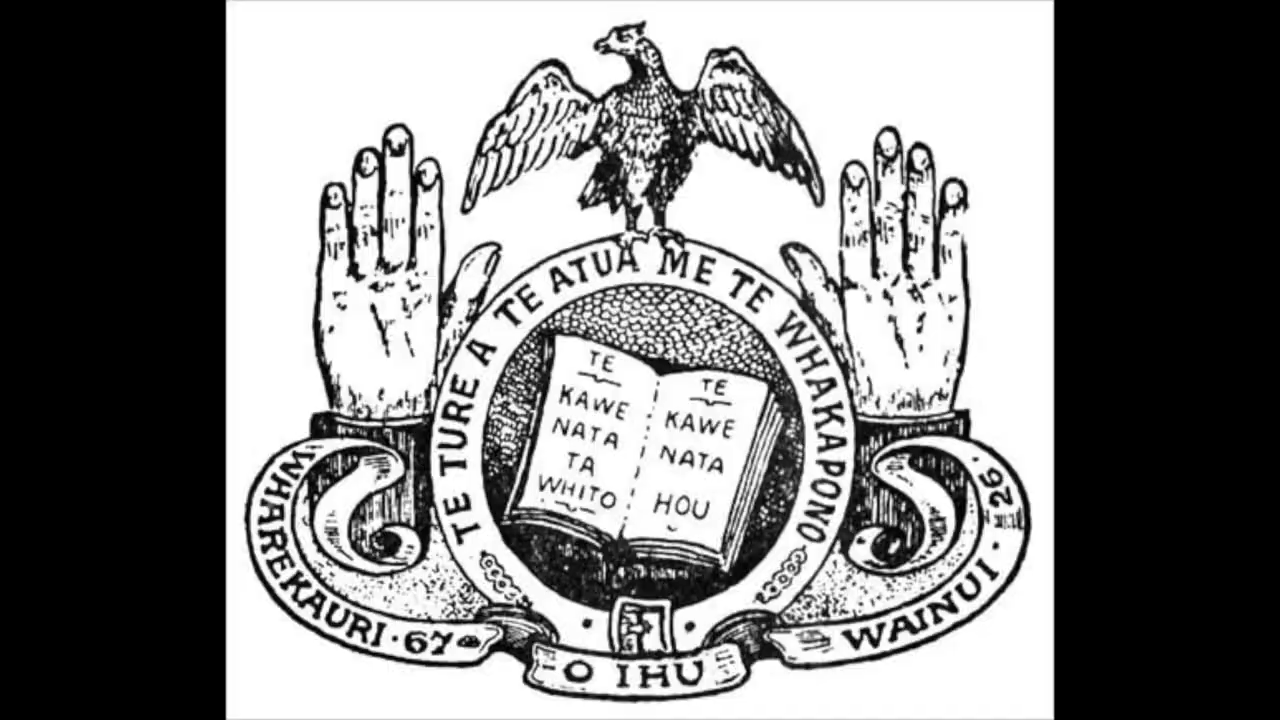 TE TURE A TE ATUA ME TE WHAKAPONO
TE
KAWE
NATA
TA
WHITO
TE
KAWE
NATA
HOU
WHAREKAURI · 67
O IHU
WAINUI · 26 ·